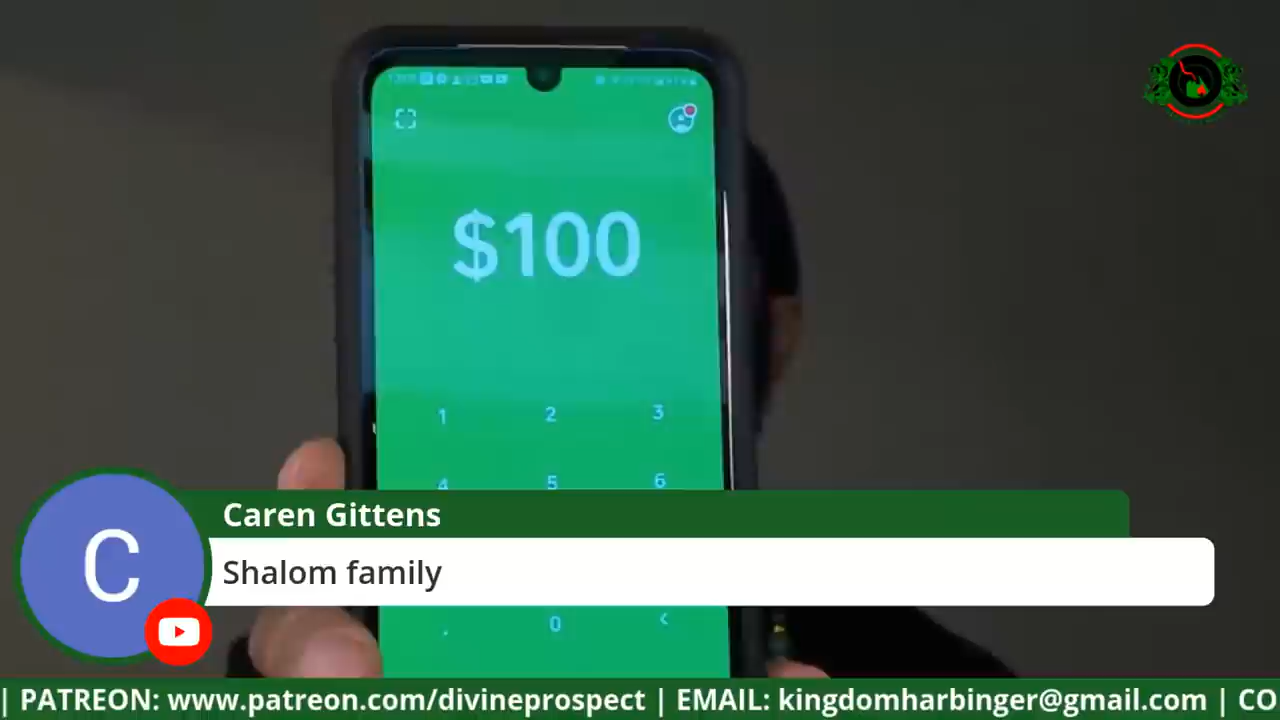 $100
1 2 3
4 5 6
Caren Gittens
C
Shalom family
. 0 <
| PATREON: www.patreon.com/divineprospect | EMAIL: kingdomharbinger@gmail.com | CO